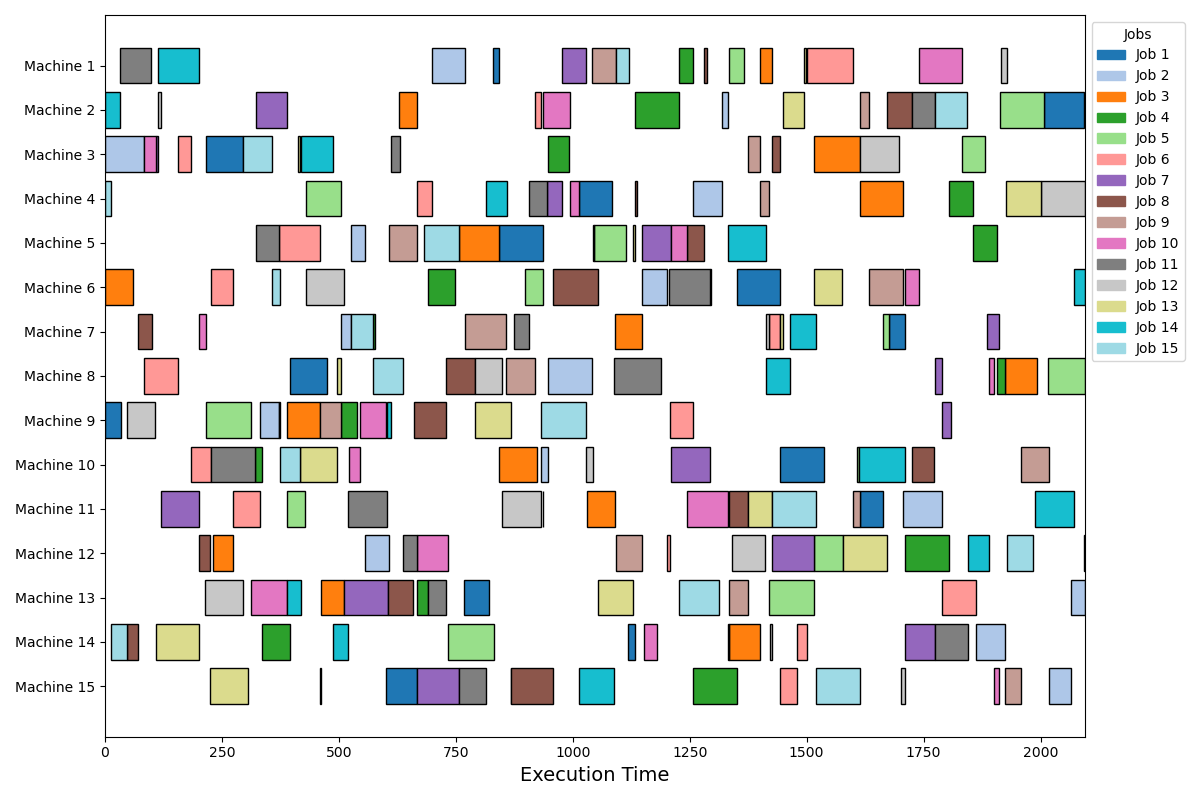 Machine 1
Machine 2
Machine 3
Machine 4
Machine 5
Machine 6
Machine 7
Machine 8
Machine 9
Machine 10
Machine 11
Machine 12
Machine 13
Machine 14
Machine 15
0 250 500 750 1000 1250 1500 1750 2000
Execution Time
Jobs
Job 1
Job 2
Job 3
Job 4
Job 5
Job 6
Job 7
Job 8
Job 9
Job 10
Job 11
Job 12
Job 13
Job 14
Job 15